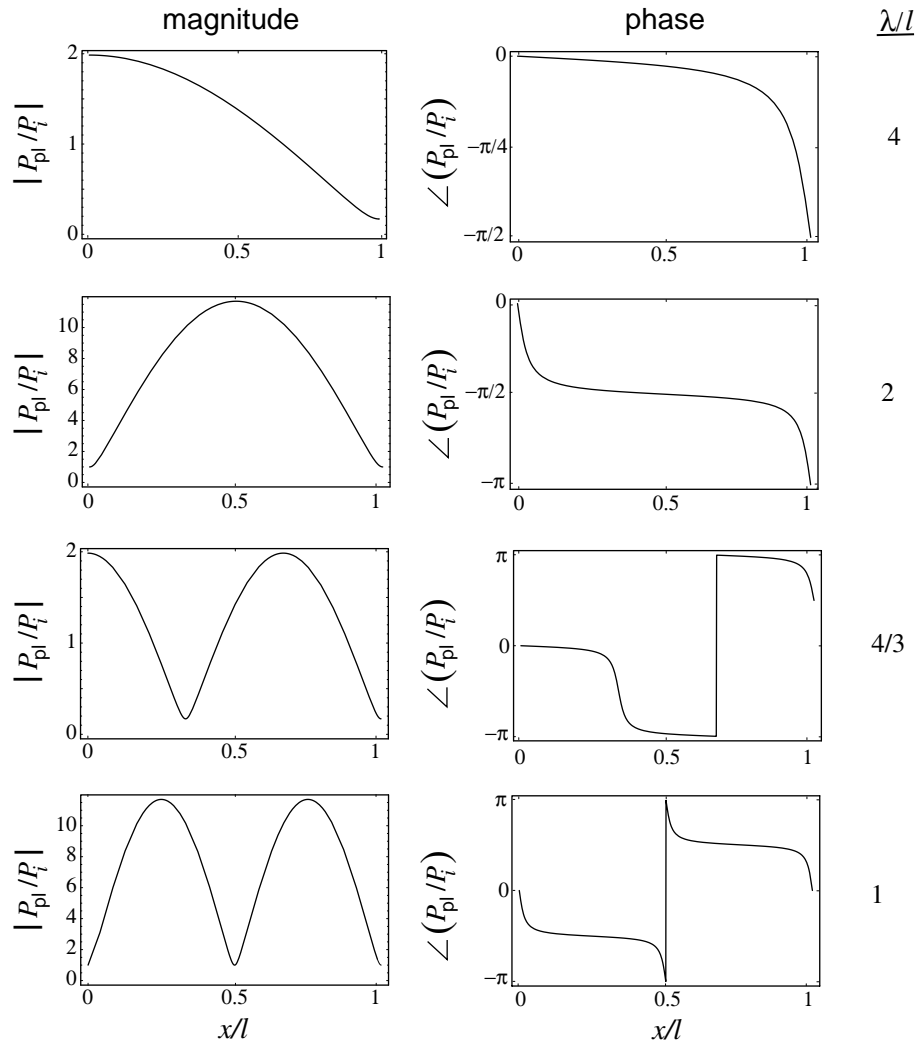 magnitude phase λ/l
2
1
0
|P_pl/P_i|
0 0.5 1
0
−π/4
−π/2
∠(P_pl/P_i)
0 0.5 1
4
10
8
6
4
2
0
|P_pl/P_i|
0 0.5 1
0
−π/2
−π
∠(P_pl/P_i)
0 0.5 1
2
2
1
0
|P_pl/P_i|
0 0.5 1
π
0
−π
∠(P_pl/P_i)
0 0.5 1
4/3
10
8
6
4
2
0
|P_pl/P_i|
0 0.5 1
x/l
π
0
−π
∠(P_pl/P_i)
0 0.5 1
x/l
1